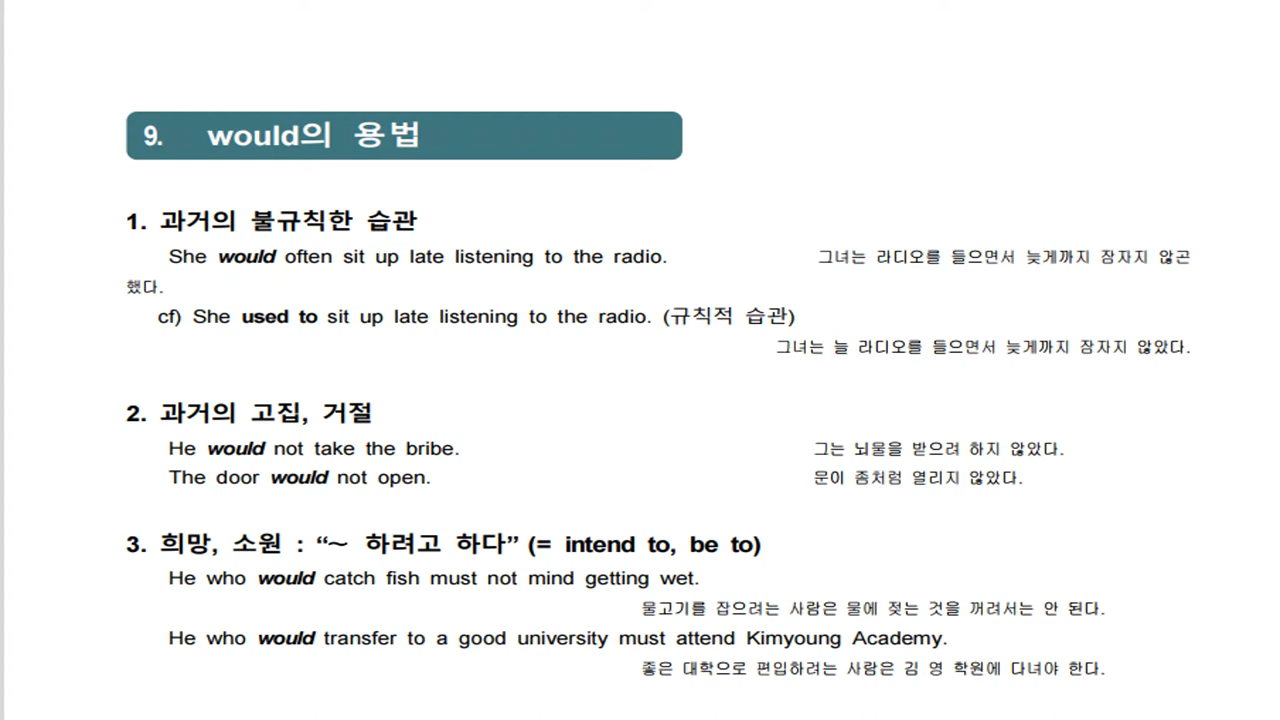 9. would의 용법
1. 과거의 불규칙한 습관
She would often sit up late listening to the radio. 그녀는 라디오를 들으면서 늦게까지 잠자지 않곤
했다.
cf) She used to sit up late listening to the radio. (규칙적 습관)
그녀는 늘 라디오를 들으면서 늦게까지 잠자지 않았다.
2. 과거의 고집, 거절
He would not take the bribe. 그는 뇌물을 받으려 하지 않았다.
The door would not open. 문이 좀처럼 열리지 않았다.
3. 희망, 소원 : “~ 하려고 하다” (= intend to, be to)
He who would catch fish must not mind getting wet.
물고기를 잡으려는 사람은 물에 젖는 것을 꺼려서는 안 된다.
He who would transfer to a good university must attend Kimyoung Academy.
좋은 대학으로 편입하려는 사람은 김 영 학원에 다녀야 한다.